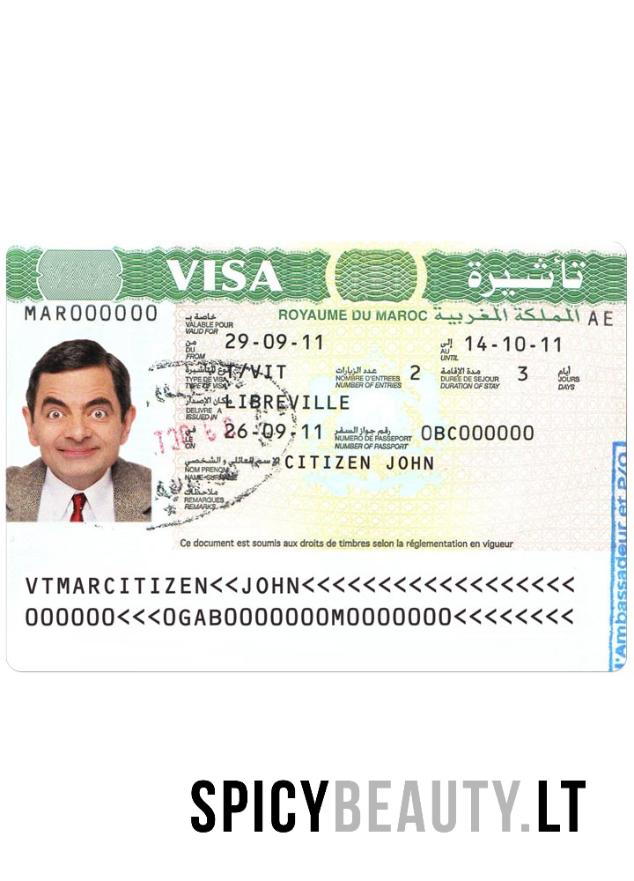 VISA تأشيرة
MAR000000
خاصة بـ
VALABLE POUR
VALID FOR
ROYAUME DU MAROC المملكة المغربية AE
من
DU
FROM
29-09-11
إلى
AU
UNTIL
14-10-11
TYPE DE VISA
TYPE OF VISA
T/VIT
عدد الزيارات
NOMBRE D'ENTREES
NUMBER OF ENTRIES
2
مدة الإقامة
DUREE DE SEJOUR
DURATION OF STAY
3
أيام
JOURS
DAYS
مكان الإصدار
DELIVRE A
ISSUED IN
LIBREVILLE
في
LE
ON
26-09-11
رقم جواز السفر
NUMERO DE PASSEPORT
NUMBER OF PASSPORT
OBC000000
الإسم العائلي و الشخصي
NOM PRENOM
CITIZEN JOHN
ملاحظات
REMARQUES
REMARKS
Ce document est soumis aux droits de timbres selon la réglementation en vigueur
VTMARCITIZEN<<JOHN<<<<<<<<<<<<<<<<<<
000000<<<0GAB0000000M0000000<<<<<<<<
l'Ambassadeur et P/O
SPICYBEAUTY.LT